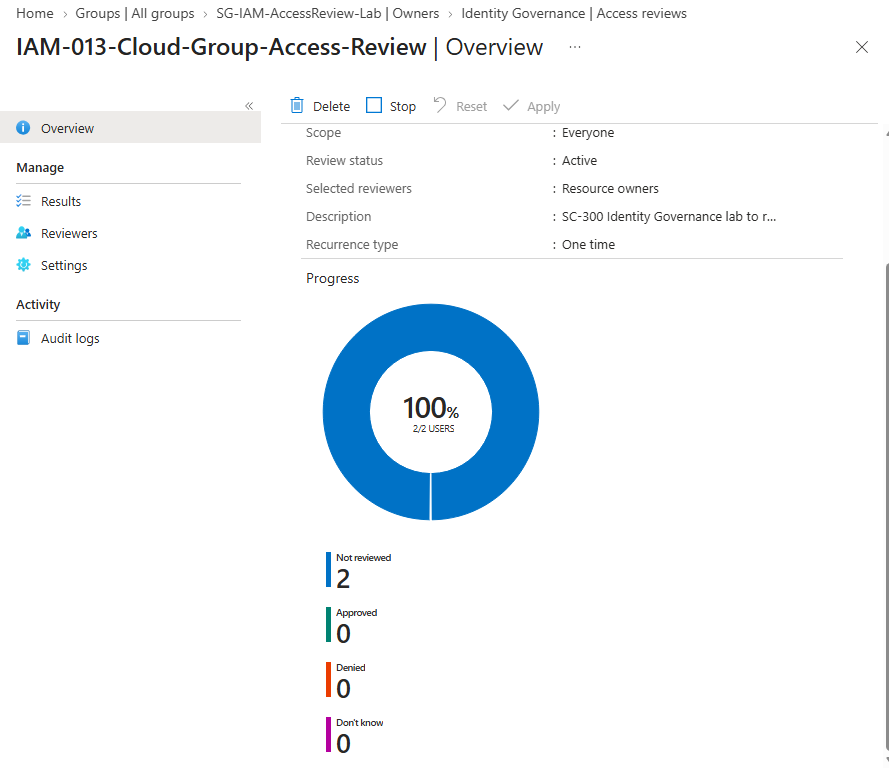 Home > Groups | All groups > SG-IAM-AccessReview-Lab | Owners > Identity Governance | Access reviews
IAM-013-Cloud-Group-Access-Review | Overview ...
«
Overview
Manage
Results
Reviewers
Settings
Activity
Audit logs
Delete Stop Reset Apply
Scope : Everyone
Review status : Active
Selected reviewers : Resource owners
Description : SC-300 Identity Governance lab to r...
Recurrence type : One time
Progress
100%
2/2 USERS
Not reviewed
2
Approved
0
Denied
0
Don't know
0